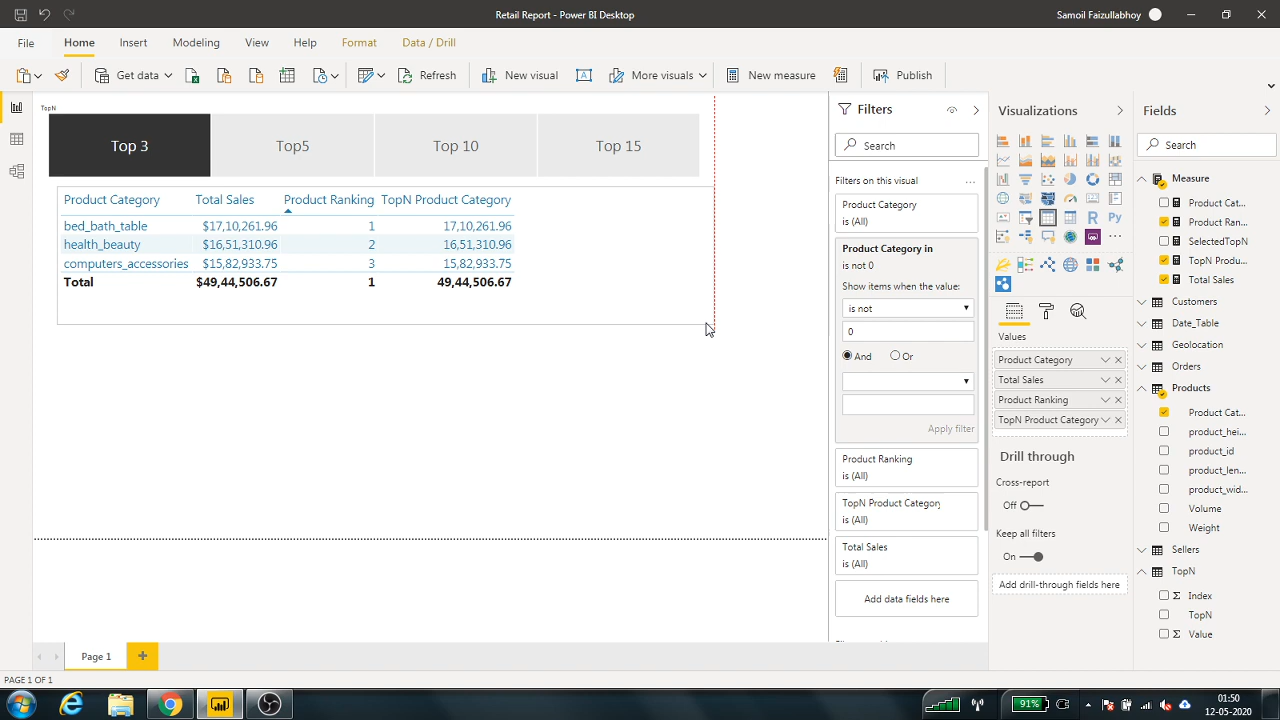 Retail Report - Power BI Desktop
Samoil Faizullabhoy
File
Home
Insert
Modeling
View
Help
Format
Data / Drill
Get data
Refresh
New visual
More visuals
New measure
Publish
TopN
Top 3
Top5
Top 10
Top 15
Product Category Total Sales Product Ranking TopN Product Category
bed_bath_table $17,10,261.96 1 17,10,261.96
health_beauty $16,51,310.96 2 16,51,310.96
computers_accessories $15,82,933.75 3 15,82,933.75
Total $49,44,506.67 1 49,44,506.67
Filters
Search
Filters on this visual
Product Category
is (All)
Product Category in
is not 0
Show items when the value:
is not
0
And Or
Apply filter
Product Ranking
is (All)
TopN Product Category
is (All)
Total Sales
is (All)
Add data fields here
Visualizations
R Py
Values
Product Category
Total Sales
Product Ranking
TopN Product Category
Drill through
Cross-report
Off
Keep all filters
On
Add drill-through fields here
Fields
Search
Measure
Product Cat...
Product Ran...
SelectedTopN
TopN Produ...
Total Sales
Customers
Date_Table
Geolocation
Orders
Products
Product Cat...
product_hei...
product_id
product_len...
product_wid...
Volume
Weight
Sellers
TopN
Index
TopN
Value
Page 1
PAGE 1 OF 1
91%
01:50
12-05-2020